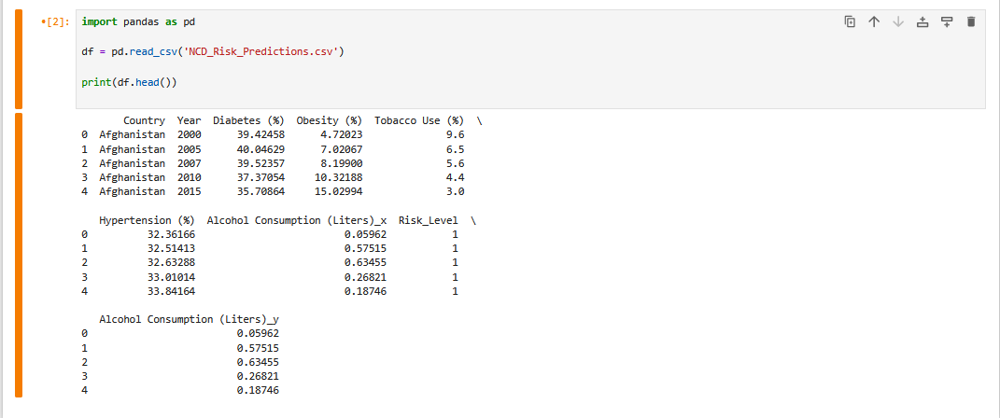 •[2]: import pandas as pd
df = pd.read_csv('NCD_Risk_Predictions.csv')
print(df.head())
Country Year Diabetes (%) Obesity (%) Tobacco Use (%) \
0 Afghanistan 2000 39.42458 4.72023 9.6
1 Afghanistan 2005 40.04629 7.02067 6.5
2 Afghanistan 2007 39.52357 8.19900 5.6
3 Afghanistan 2010 37.37054 10.32188 4.4
4 Afghanistan 2015 35.70864 15.02994 3.0
Hypertension (%) Alcohol Consumption (Liters)_x Risk_Level \
0 32.36166 0.05962 1
1 32.51413 0.57515 1
2 32.63288 0.63455 1
3 33.01014 0.26821 1
4 33.84164 0.18746 1
Alcohol Consumption (Liters)_y
0 0.05962
1 0.57515
2 0.63455
3 0.26821
4 0.18746